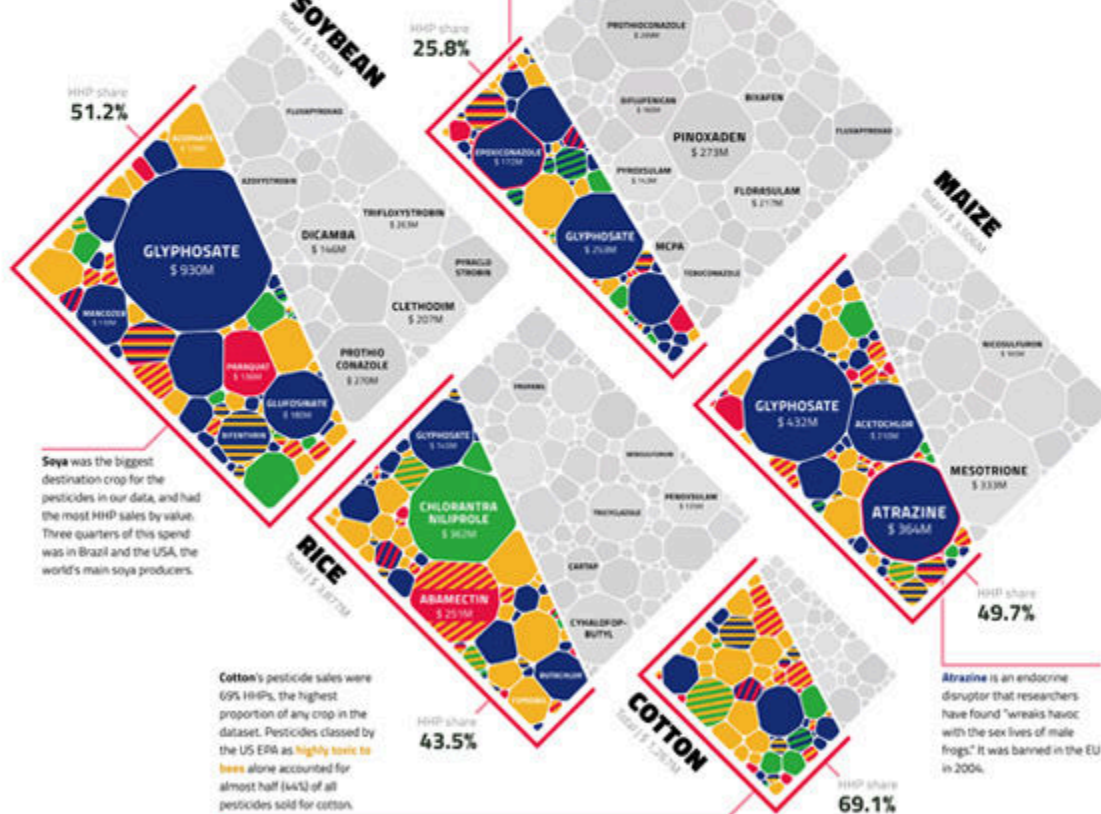 SOYBEAN
HHP share
51.2%
FLUXAPYROXAD
ACEPHATE
AZOXYSTROBIN
GLYPHOSATE
$ 930M
DICAMBA
$ 146M
TRIFLOXYSTROBIN
$ 263M
PYRACLO
STROBIN
CLETHODIM
$ 207M
MANCOZEB
PARAQUAT
PROTHIO
CONAZOLE
$ 270M
GLUFOSINATE
$ 180M
BIFENTHRIN
Soya was the biggest
destination crop for the
pesticides in our data, and had
the most HHP sales by value.
Three quarters of this spend
was in Brazil and the USA, the
world's main soya producers.
HHP share
25.8%
PROTHIOCONAZOLE
DIFLUFENICAN
BIXAFEN
FLUXAPYROXAD
PINOXADEN
$ 273M
EPOXICONAZOLE
$ 172M
PYROXSULAM
FLORASULAM
$ 217M
GLYPHOSATE
MCPA
TEBUCONAZOLE
MAIZE
NICOSULFURON
GLYPHOSATE
$ 432M
ACETOCHLOR
MESOTRIONE
$ 333M
ATRAZINE
$ 364M
HHP share
49.7%
Atrazine is an endocrine
disruptor that researchers
have found "wreaks havoc
with the sex lives of male
frogs." It was banned in the EU
in 2004.
RICE
PROPANIL
GLYPHOSATE
BENSULFURON
CHLORANTRA
NILIPROLE
$ 362M
PENOXSULAM
TRICYCLAZOLE
CARTAP
ABAMECTIN
$ 251M
CYHALOFOP-
BUTYL
BUTACHLOR
HHP share
43.5%
COTTON
HHP share
69.1%
Cotton's pesticide sales were
69% HHPs, the highest
proportion of any crop in the
dataset. Pesticides classed by
the US EPA as highly toxic to
bees alone accounted for
almost half (44%) of all
pesticides sold for cotton.